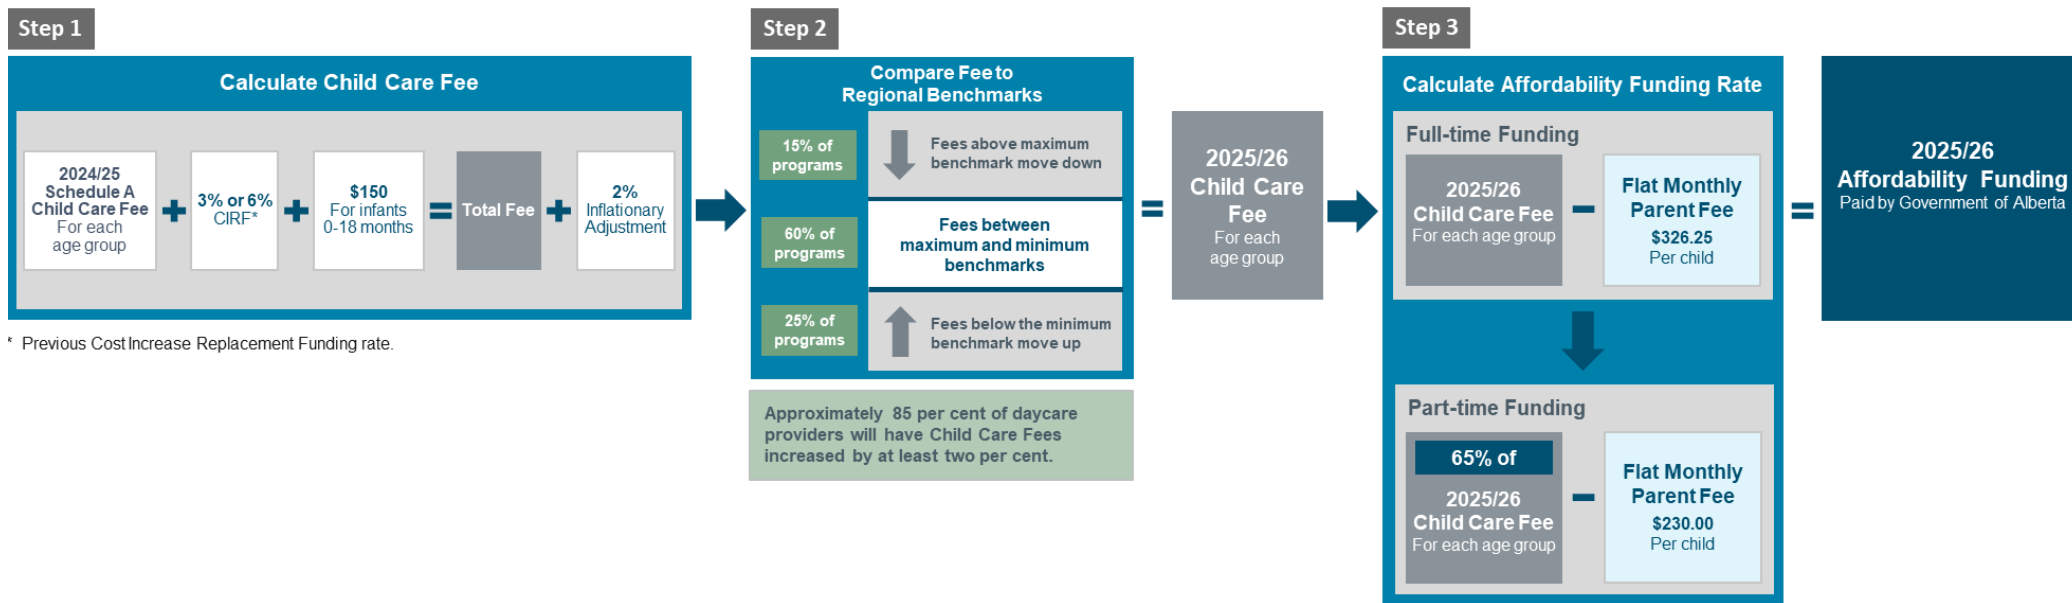 Step 1
Calculate Child Care Fee
2024/25
Schedule A
Child Care Fee
For each
age group
+
3% or 6%
CIRF*
+
$150
For infants
0-18 months
=
Total Fee
+
2%
Inflationary
Adjustment
* Previous Cost Increase Replacement Funding rate.
Step 2
Compare Fee to
Regional Benchmarks
15% of
programs
Fees above maximum
benchmark move down
60% of
programs
Fees between
maximum and minimum
benchmarks
25% of
programs
Fees below the minimum
benchmark move up
Approximately 85 per cent of daycare
providers will have Child Care Fees
increased by at least two per cent.
=
2025/26
Child Care
Fee
For each
age group
Step 3
Calculate Affordability Funding Rate
Full-time Funding
2025/26
Child Care Fee
For each age group
−
Flat Monthly
Parent Fee
$326.25
Per child
Part-time Funding
65% of
2025/26
Child Care Fee
For each age group
−
Flat Monthly
Parent Fee
$230.00
Per child
=
2025/26
Affordability Funding
Paid by Government of Alberta